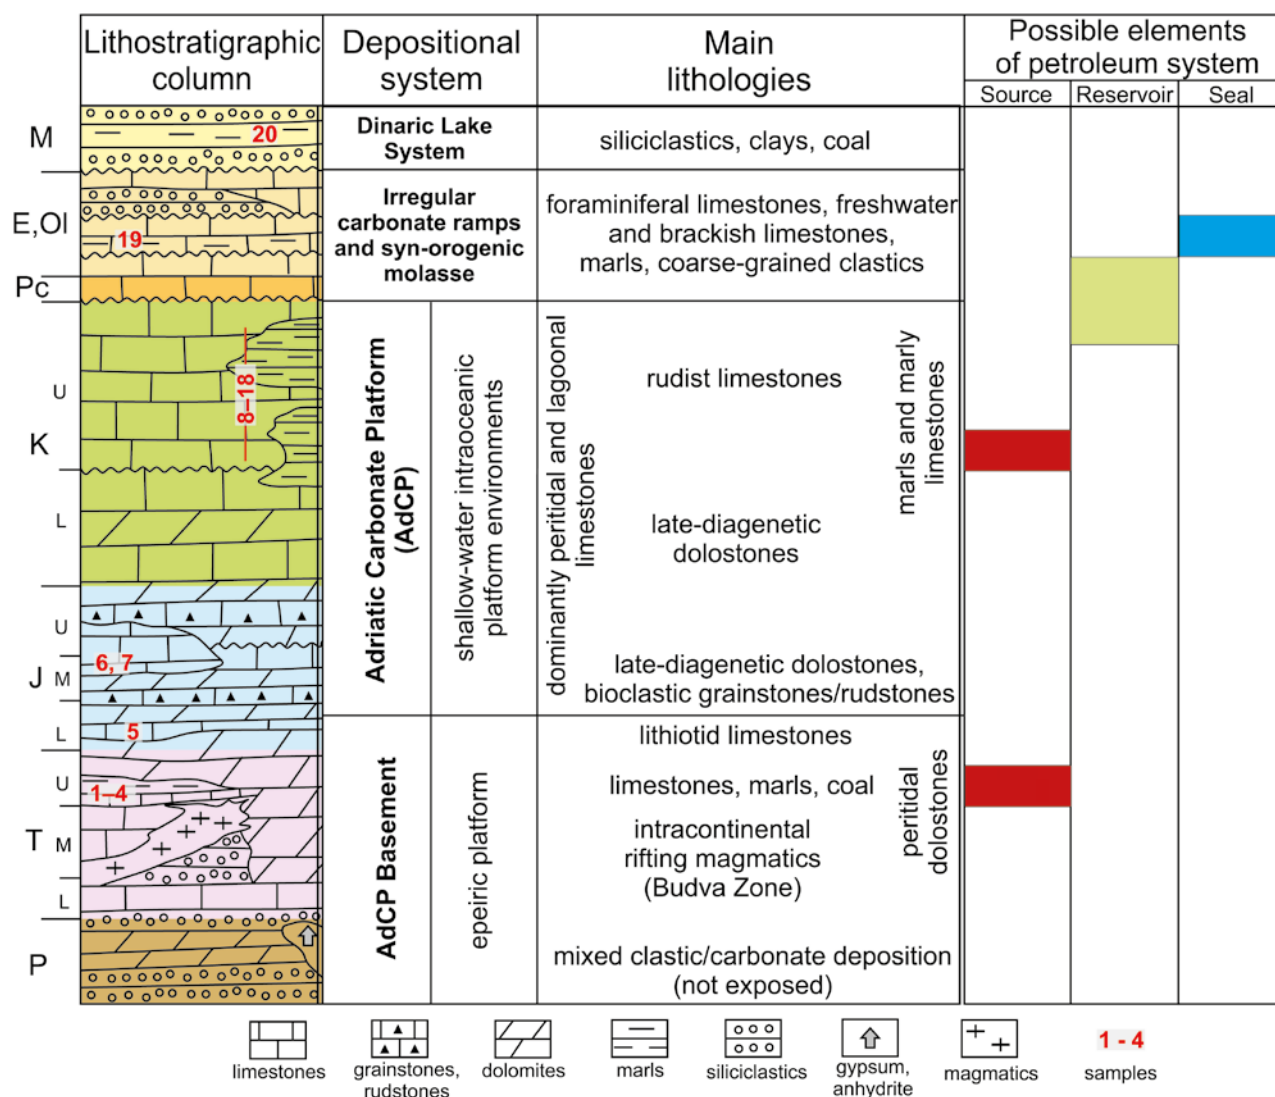 Lithostratigraphic
column
Depositional
system
Main
lithologies
Possible elements
of petroleum system
Source
Reservoir
Seal
M
20
Dinaric Lake
System
siliciclastics, clays, coal
E,Ol
19
Irregular
carbonate ramps
and syn-orogenic
molasse
foraminiferal limestones, freshwater
and brackish limestones,
marls, coarse-grained clastics
Pc
K
U
L
8–18
Adriatic Carbonate Platform
(AdCP)
shallow-water intraoceanic
platform environments
dominantly peritidal and lagoonal
limestones
rudist limestones
marls and marly
limestones
late-diagenetic
dolostones
J
U
M
L
6, 7
5
late-diagenetic dolostones,
bioclastic grainstones/rudstones
AdCP Basement
epeiric platform
lithiotid limestones
T
U
M
L
1–4
limestones, marls, coal
peritidal
dolostones
intracontinental
rifting magmatics
(Budva Zone)
P
mixed clastic/carbonate deposition
(not exposed)
limestones
grainstones,
rudstones
dolomites
marls
siliciclastics
gypsum,
anhydrite
magmatics
1 - 4
samples